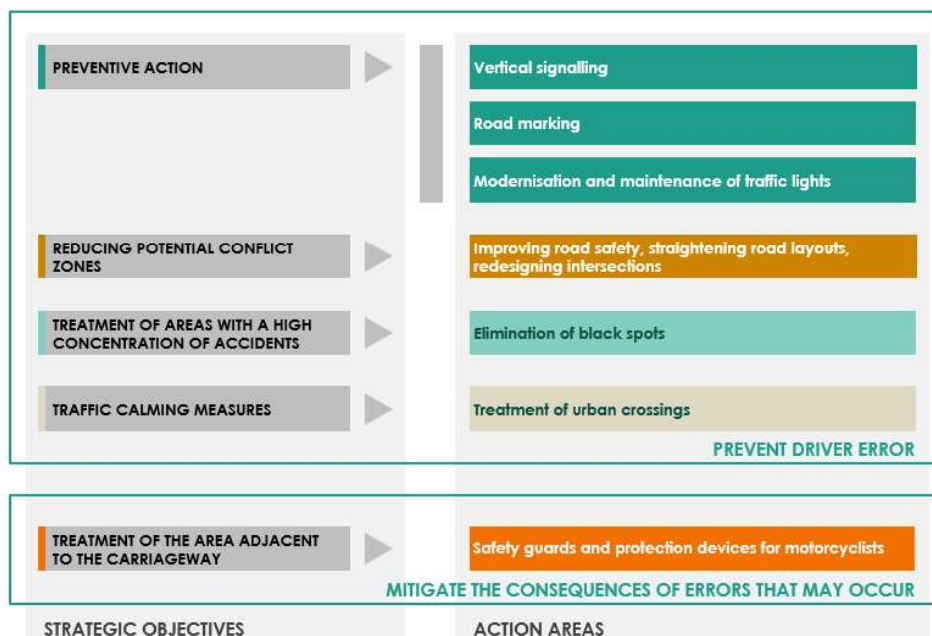 PREVENTIVE ACTION
Vertical signalling
Road marking
Modernisation and maintenance of traffic lights
REDUCING POTENTIAL CONFLICT
ZONES
Improving road safety, straightening road layouts,
redesigning intersections
TREATMENT OF AREAS WITH A HIGH
CONCENTRATION OF ACCIDENTS
Elimination of black spots
TRAFFIC CALMING MEASURES
Treatment of urban crossings
PREVENT DRIVER ERROR
TREATMENT OF THE AREA ADJACENT
TO THE CARRIAGEWAY
Safety guards and protection devices for motorcyclists
MITIGATE THE CONSEQUENCES OF ERRORS THAT MAY OCCUR
STRATEGIC OBJECTIVES
ACTION AREAS